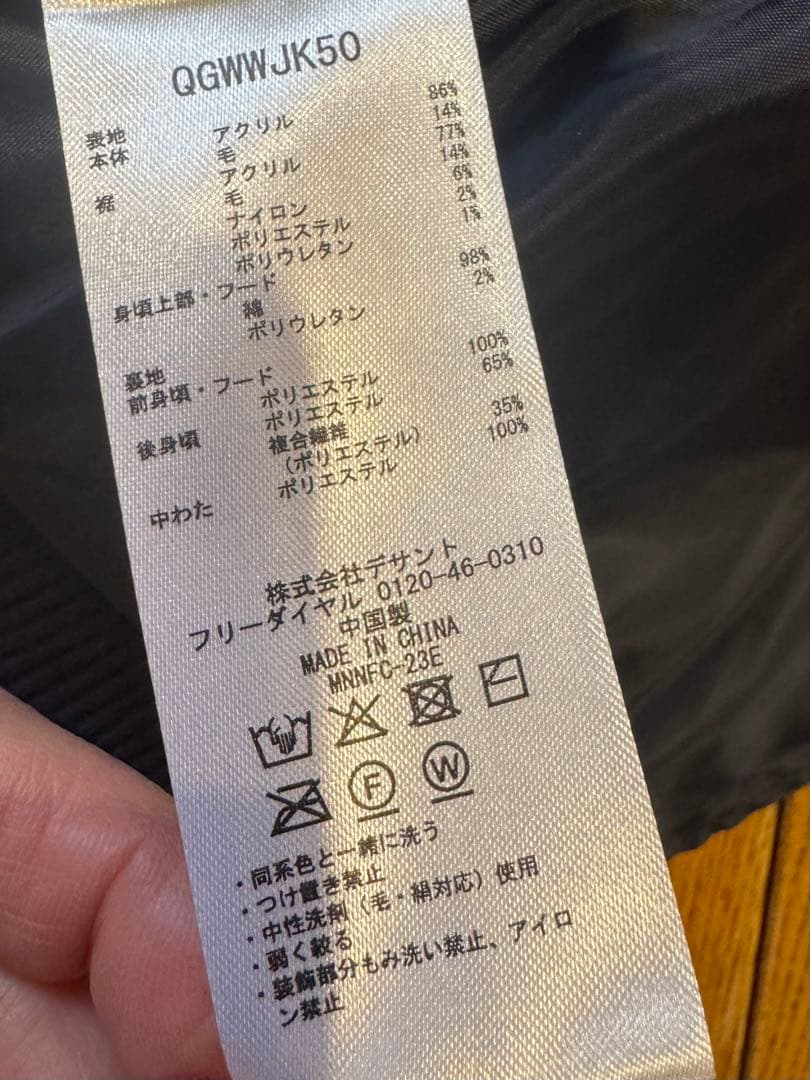 QGWWJK50
表地
本体 アクリル 86%
毛 14%
裾 アクリル 77%
毛 14%
ナイロン 6%
ポリエステル 2%
ポリウレタン 1%
身頃上部・フード
綿 98%
ポリウレタン 2%
裏地
前身頃・フード
ポリエステル 100%
後身頃 ポリエステル 65%
複合繊維
(ポリエステル) 35%
中わた ポリエステル 100%
株式会社デサント
フリーダイヤル 0120-46-0310
中国製
MADE IN CHINA
MNNFC-23E
F W
・同系色と一緒に洗う
・つけ置き禁止
・中性洗剤(毛・絹対応)使用
・弱く絞る
・装飾部分もみ洗い禁止、アイロ
ン禁止